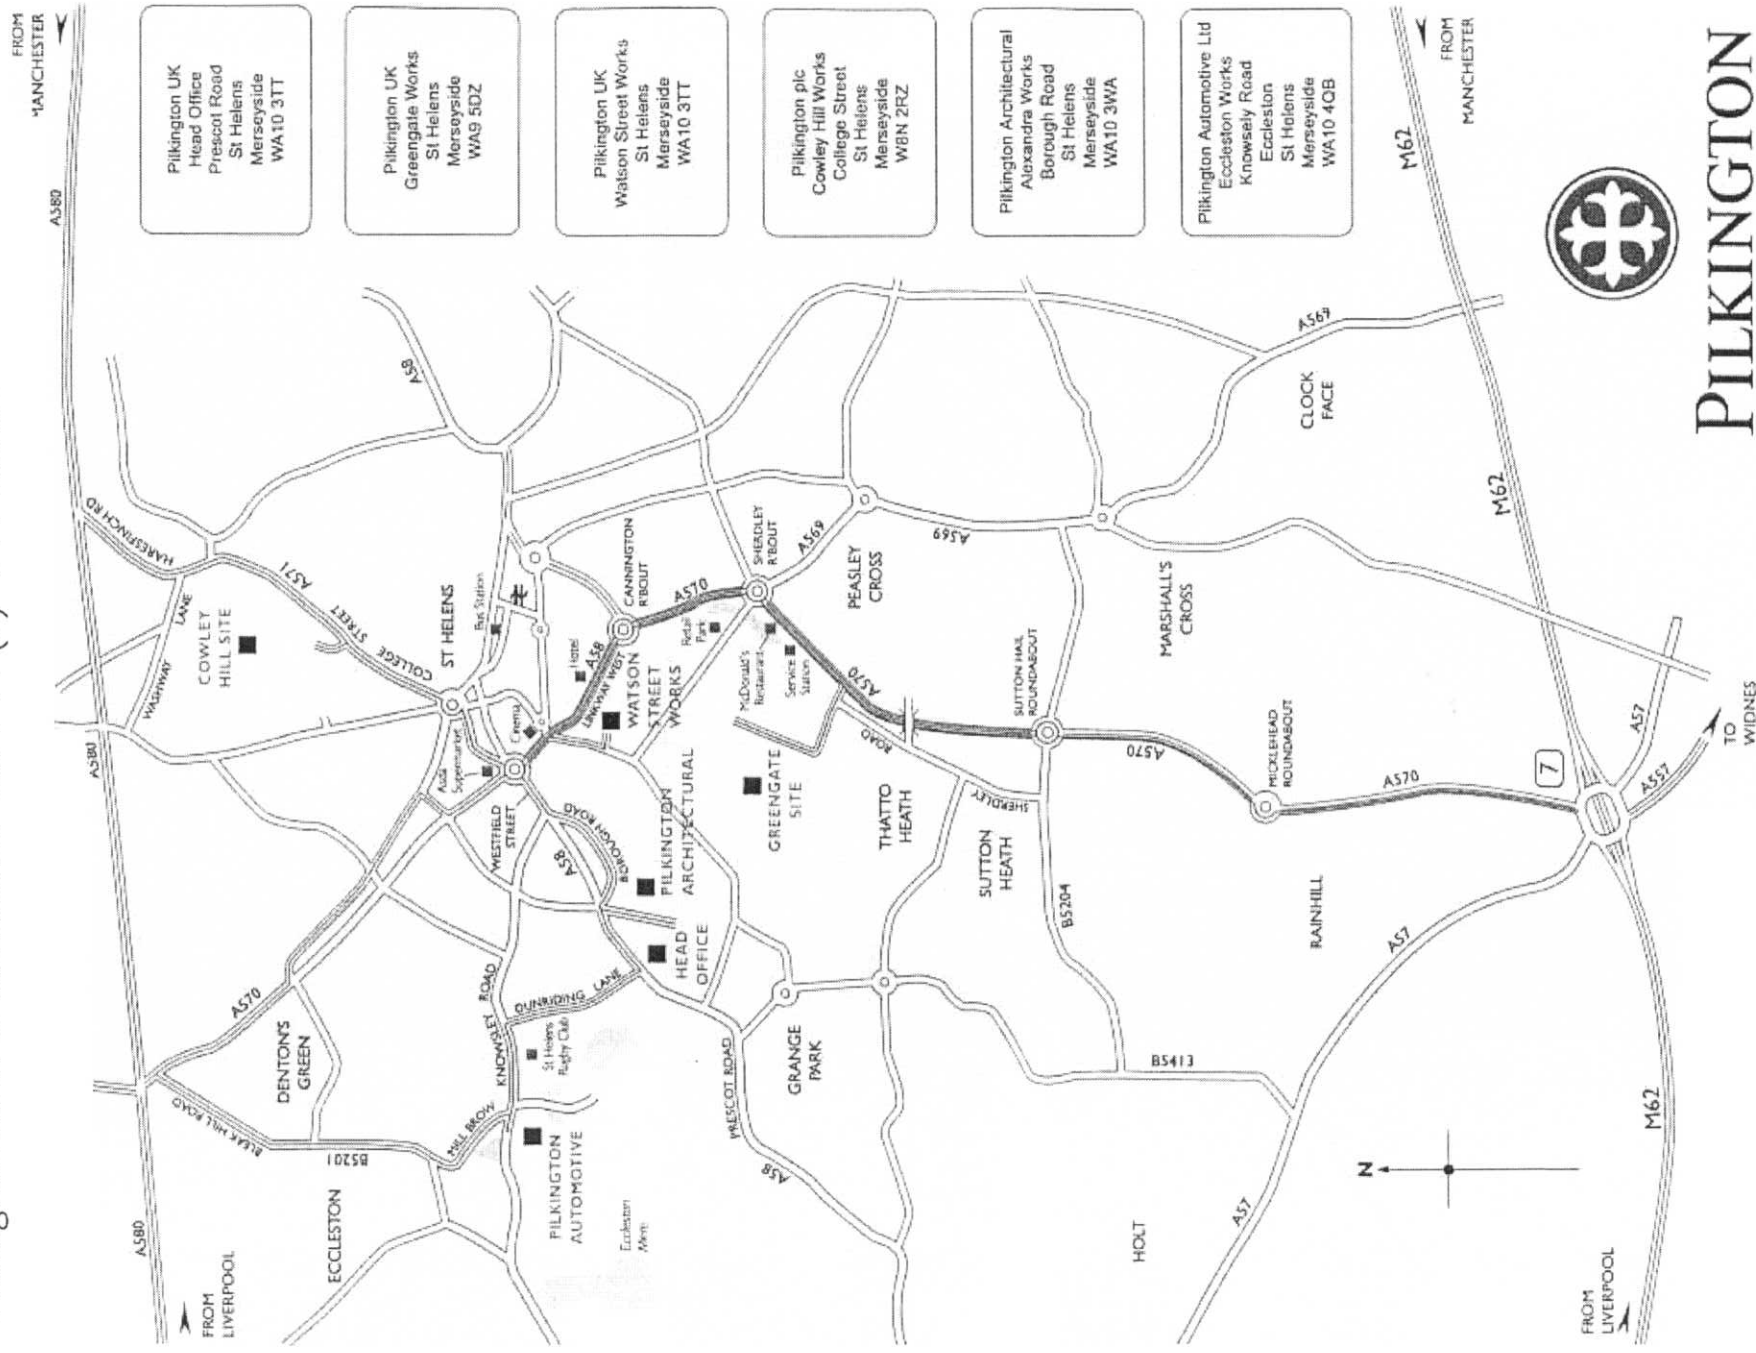 FROM
LIVERPOOL
A580
A580
A580
FROM
BLEAK HILL ROAD
B5201
ECCLESTON
DENTON'S
GREEN
A570
WASHWAY
LANE
COWLEY
HILL SITE
HARESFINCH RD
A571
COLLEGE
STREET
ST HELENS
Bus Station
A58
MILL BROW
KNOWSLEY
ROAD
DUNRIDING
LANE
St Helens
Rugby Club
PILKINGTON
AUTOMOTIVE
Eccleston
Mere
WESTFIELD
STREET
Supermarket
Cinema
Hotel
A58
LINKWAY WEST
A58
BOROUGH ROAD
WATSON
STREET
WORKS
CANNINGTON
R'BOUT
PILKINGTON
ARCHITECTURAL
HEAD
OFFICE
Retail
Park
A570
SHERDLEY
R'BOUT
McDonald's
Restaurant
Service
Station
A569
GREENGATE
SITE
PRESCOT ROAD
A58
GRANGE
PARK
THATTO
HEATH
A570
ROAD
PEASLEY
CROSS
A569
SHERDLEY
SUTTON
HEATH
SUTTON HAIL
ROUNDABOUT
B5204
B5413
A570
MARSHALL'S
CROSS
MICKLEHEAD
ROUNDABOUT
A570
CLOCK
FACE
A569
HOLT
A57
RAINHILL
A57
N
7
M62
M62
M62
A57
A557
TO
WIDNES
FROM
LIVERPOOL
FROM
MANCHESTER
Pilkington UK
Head Office
Prescot Road
St Helens
Merseyside
WA10 3TT
Pilkington UK
Greengate Works
St Helens
Merseyside
WA9 5DZ
Pilkington UK
Watson Street Works
St Helens
Merseyside
WA10 3TT
Pilkington plc
Cowley Hill Works
College Street
St Helens
Merseyside
W8N 2RZ
Pilkington Architectural
Alexandra Works
Borough Road
St Helens
Merseyside
WA10 3WA
Pilkington Automotive Ltd
Eccleston Works
Knowsely Road
Eccleston
St Helens
Merseyside
WA10 4QB
PILKINGTON